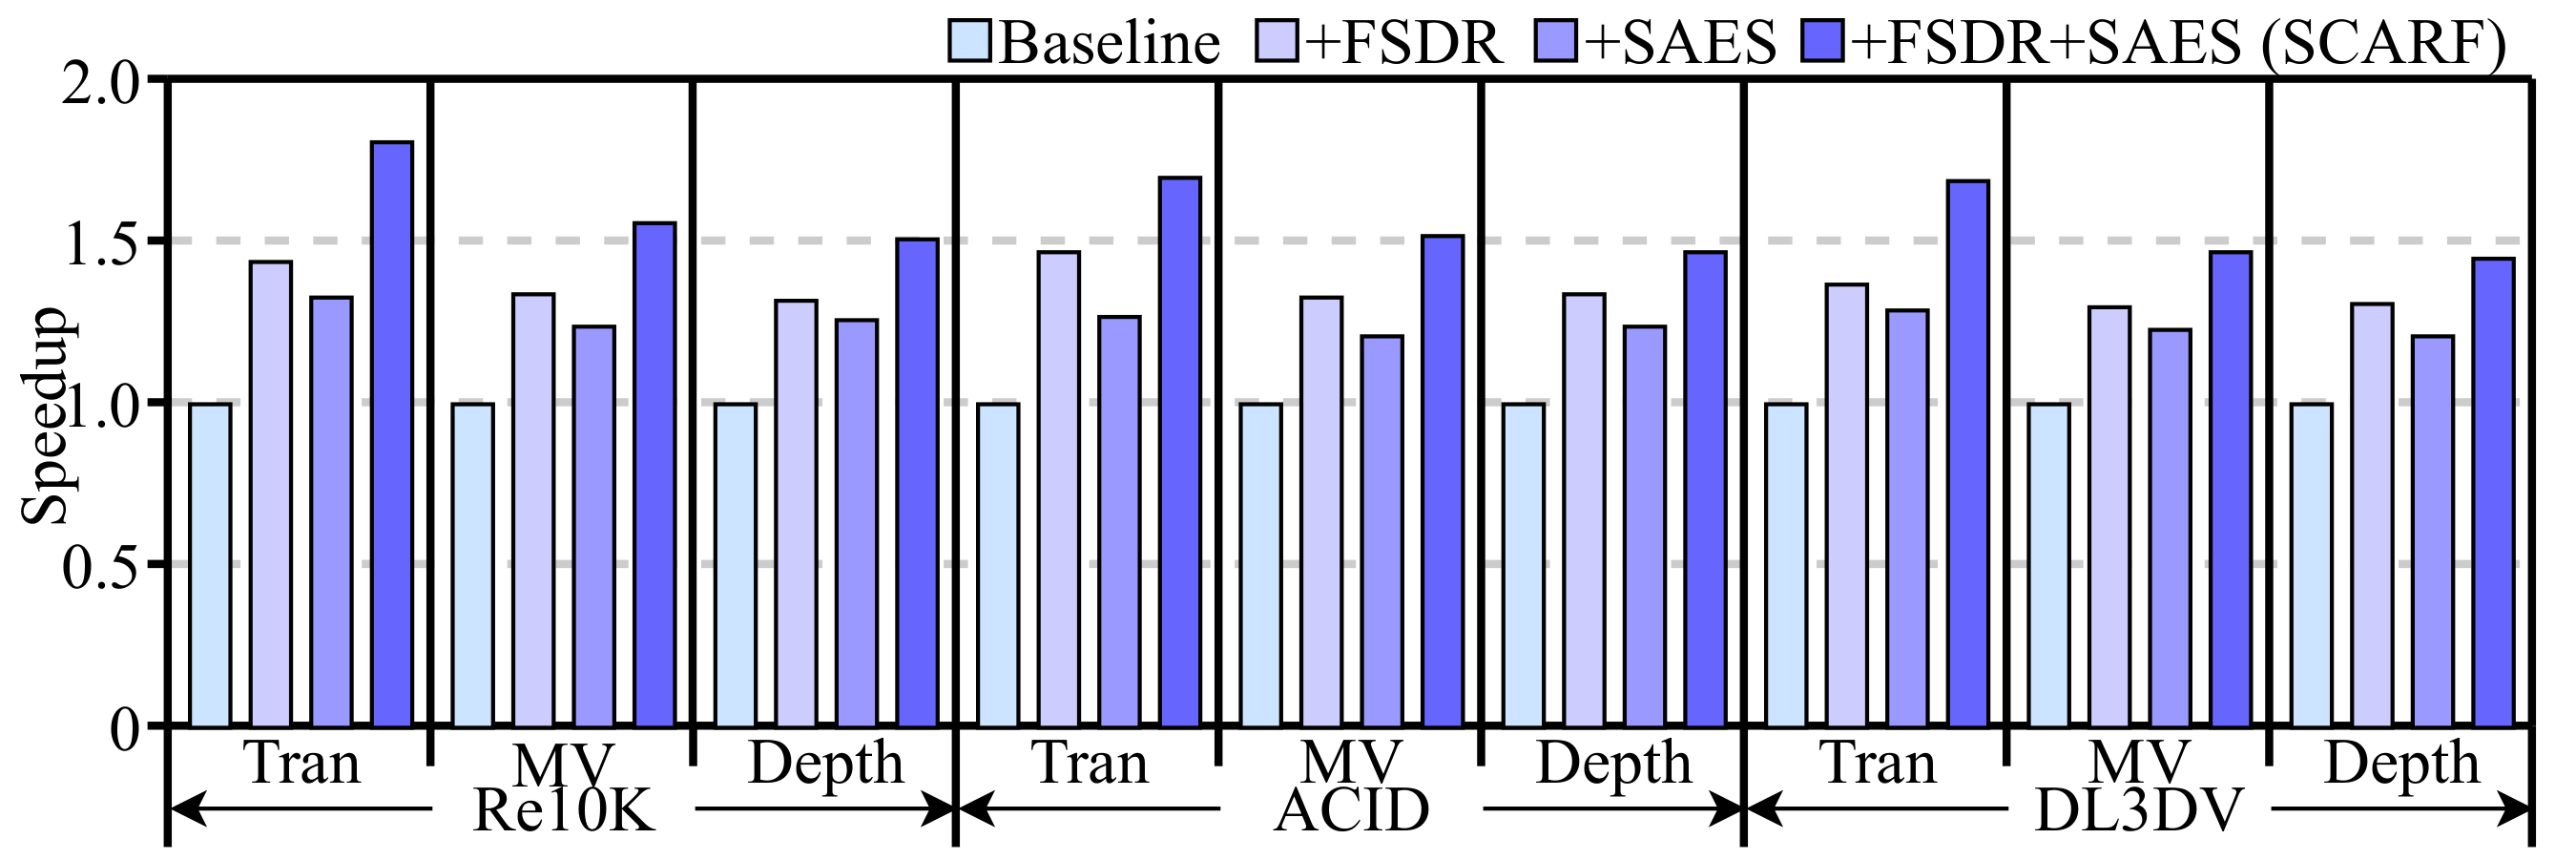 Baseline +FSDR +SAES +FSDR+SAES (SCARF)
2.0
1.5
1.0
0.5
0
Speedup
Tran MV Depth Tran MV Depth Tran MV Depth
Re10K ACID DL3DV